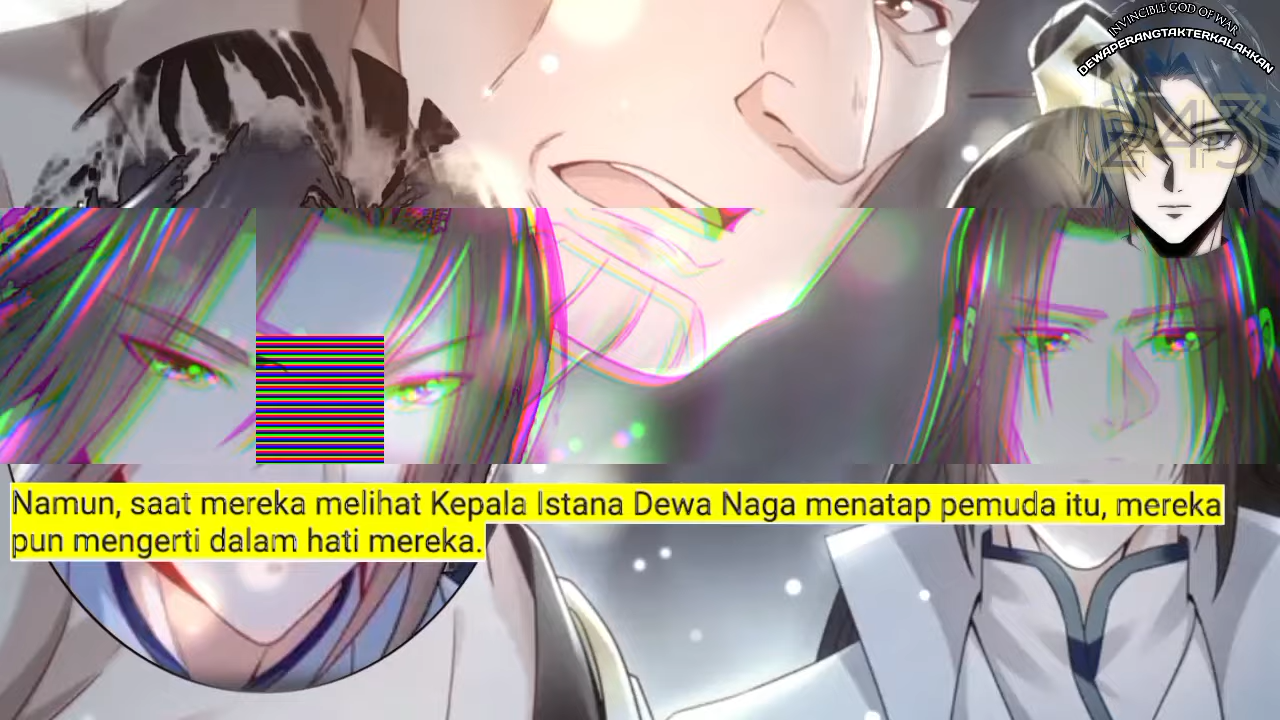 INVINCIBLE GOD OF WAR
DEWAPERANGTAKTERKALAHKAN
243
Namun, saat mereka melihat Kepala Istana Dewa Naga menatap pemuda itu, mereka
pun mengerti dalam hati mereka.